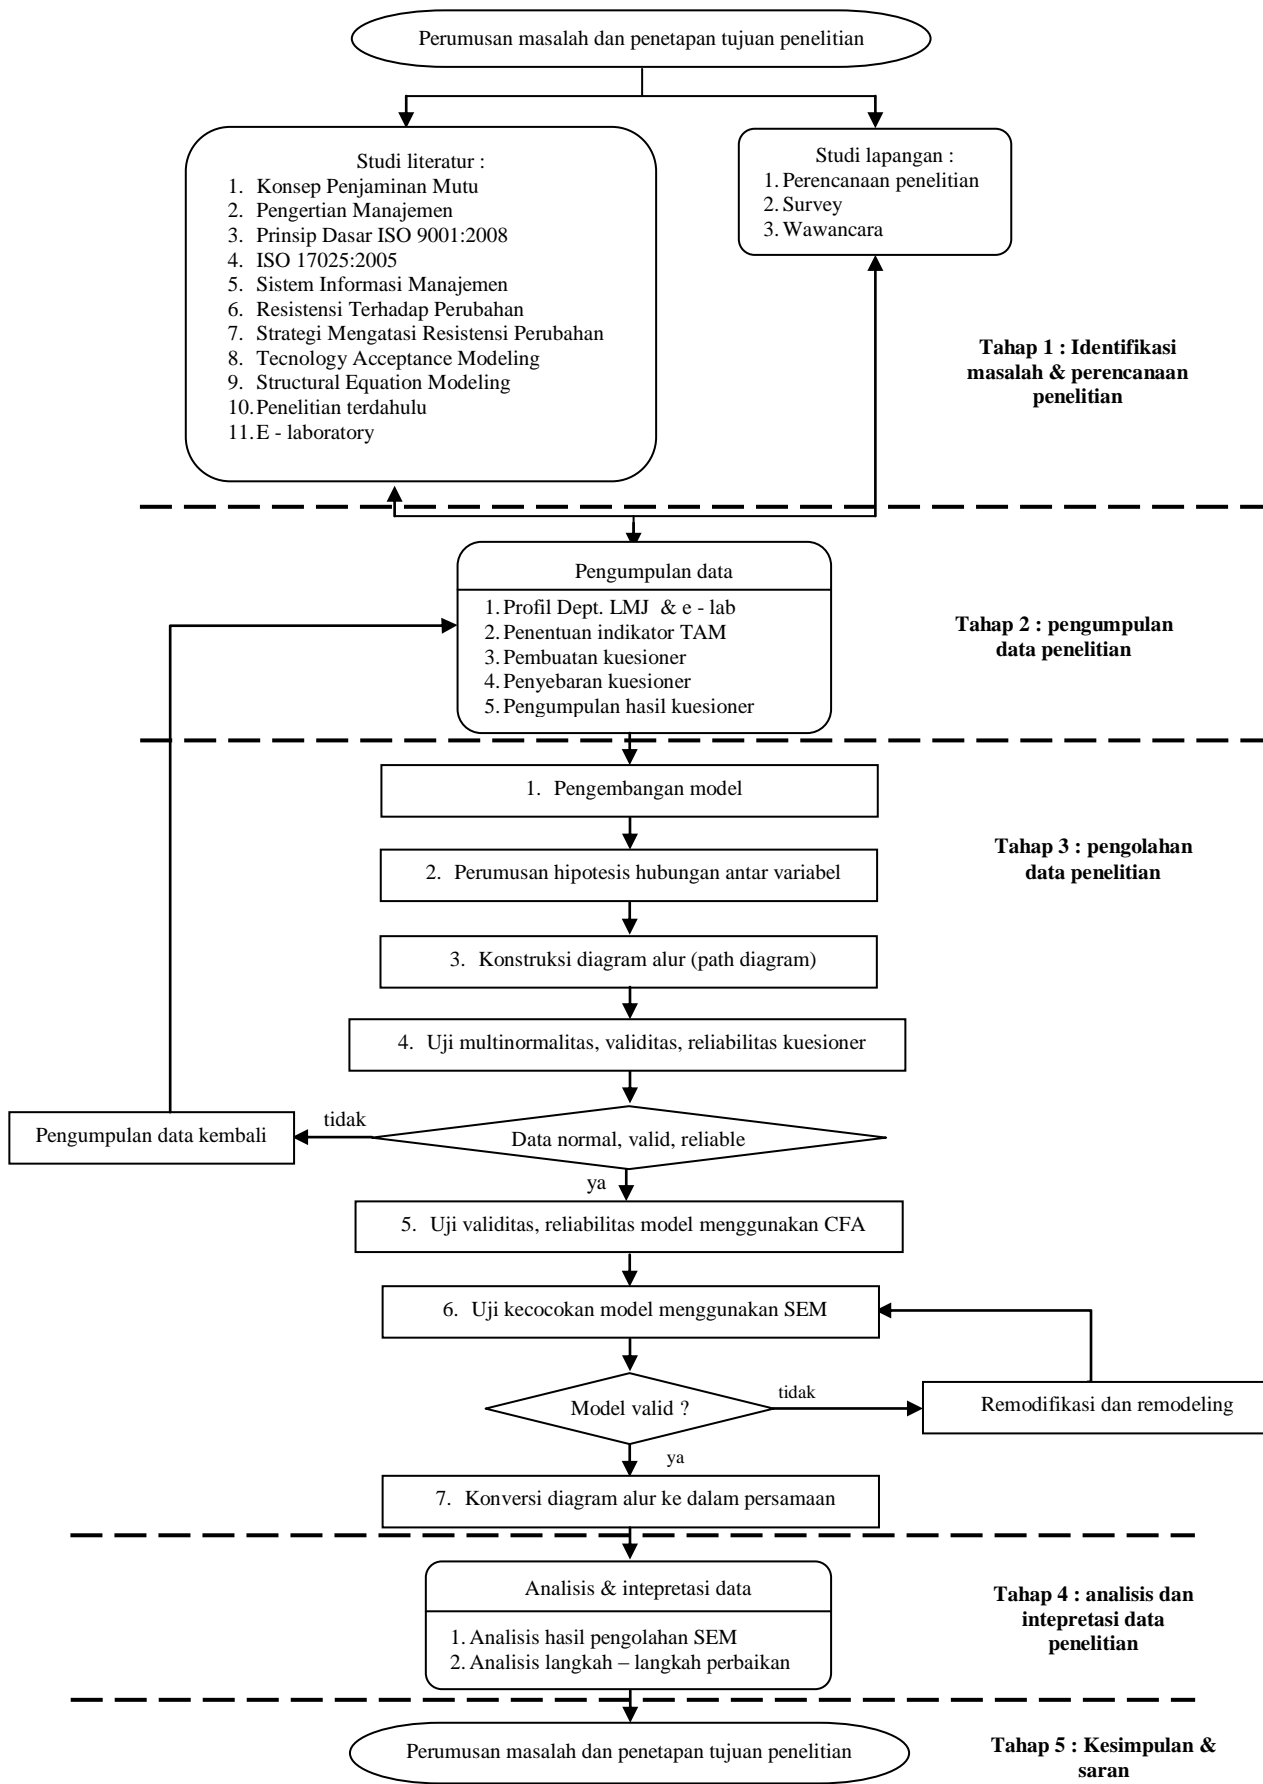 Perumusan masalah dan penetapan tujuan penelitian
Studi literatur :
1. Konsep Penjaminan Mutu
2. Pengertian Manajemen
3. Prinsip Dasar ISO 9001:2008
4. ISO 17025:2005
5. Sistem Informasi Manajemen
6. Resistensi Terhadap Perubahan
7. Strategi Mengatasi Resistensi Perubahan
8. Tecnology Acceptance Modeling
9. Structural Equation Modeling
10. Penelitian terdahulu
11. E - laboratory
Studi lapangan :
1. Perencanaan penelitian
2. Survey
3. Wawancara
Tahap 1 : Identifikasi
masalah & perencanaan
penelitian
Pengumpulan data
1. Profil Dept. LMJ & e - lab
2. Penentuan indikator TAM
3. Pembuatan kuesioner
4. Penyebaran kuesioner
5. Pengumpulan hasil kuesioner
Tahap 2 : pengumpulan
data penelitian
1. Pengembangan model
2. Perumusan hipotesis hubungan antar variabel
Tahap 3 : pengolahan
data penelitian
3. Konstruksi diagram alur (path diagram)
4. Uji multinormalitas, validitas, reliabilitas kuesioner
Data normal, valid, reliable
tidak
Pengumpulan data kembali
ya
5. Uji validitas, reliabilitas model menggunakan CFA
6. Uji kecocokan model menggunakan SEM
Model valid ?
tidak
Remodifikasi dan remodeling
ya
7. Konversi diagram alur ke dalam persamaan
Analisis & intepretasi data
1. Analisis hasil pengolahan SEM
2. Analisis langkah – langkah perbaikan
Tahap 4 : analisis dan
intepretasi data
penelitian
Perumusan masalah dan penetapan tujuan penelitian
Tahap 5 : Kesimpulan &
saran